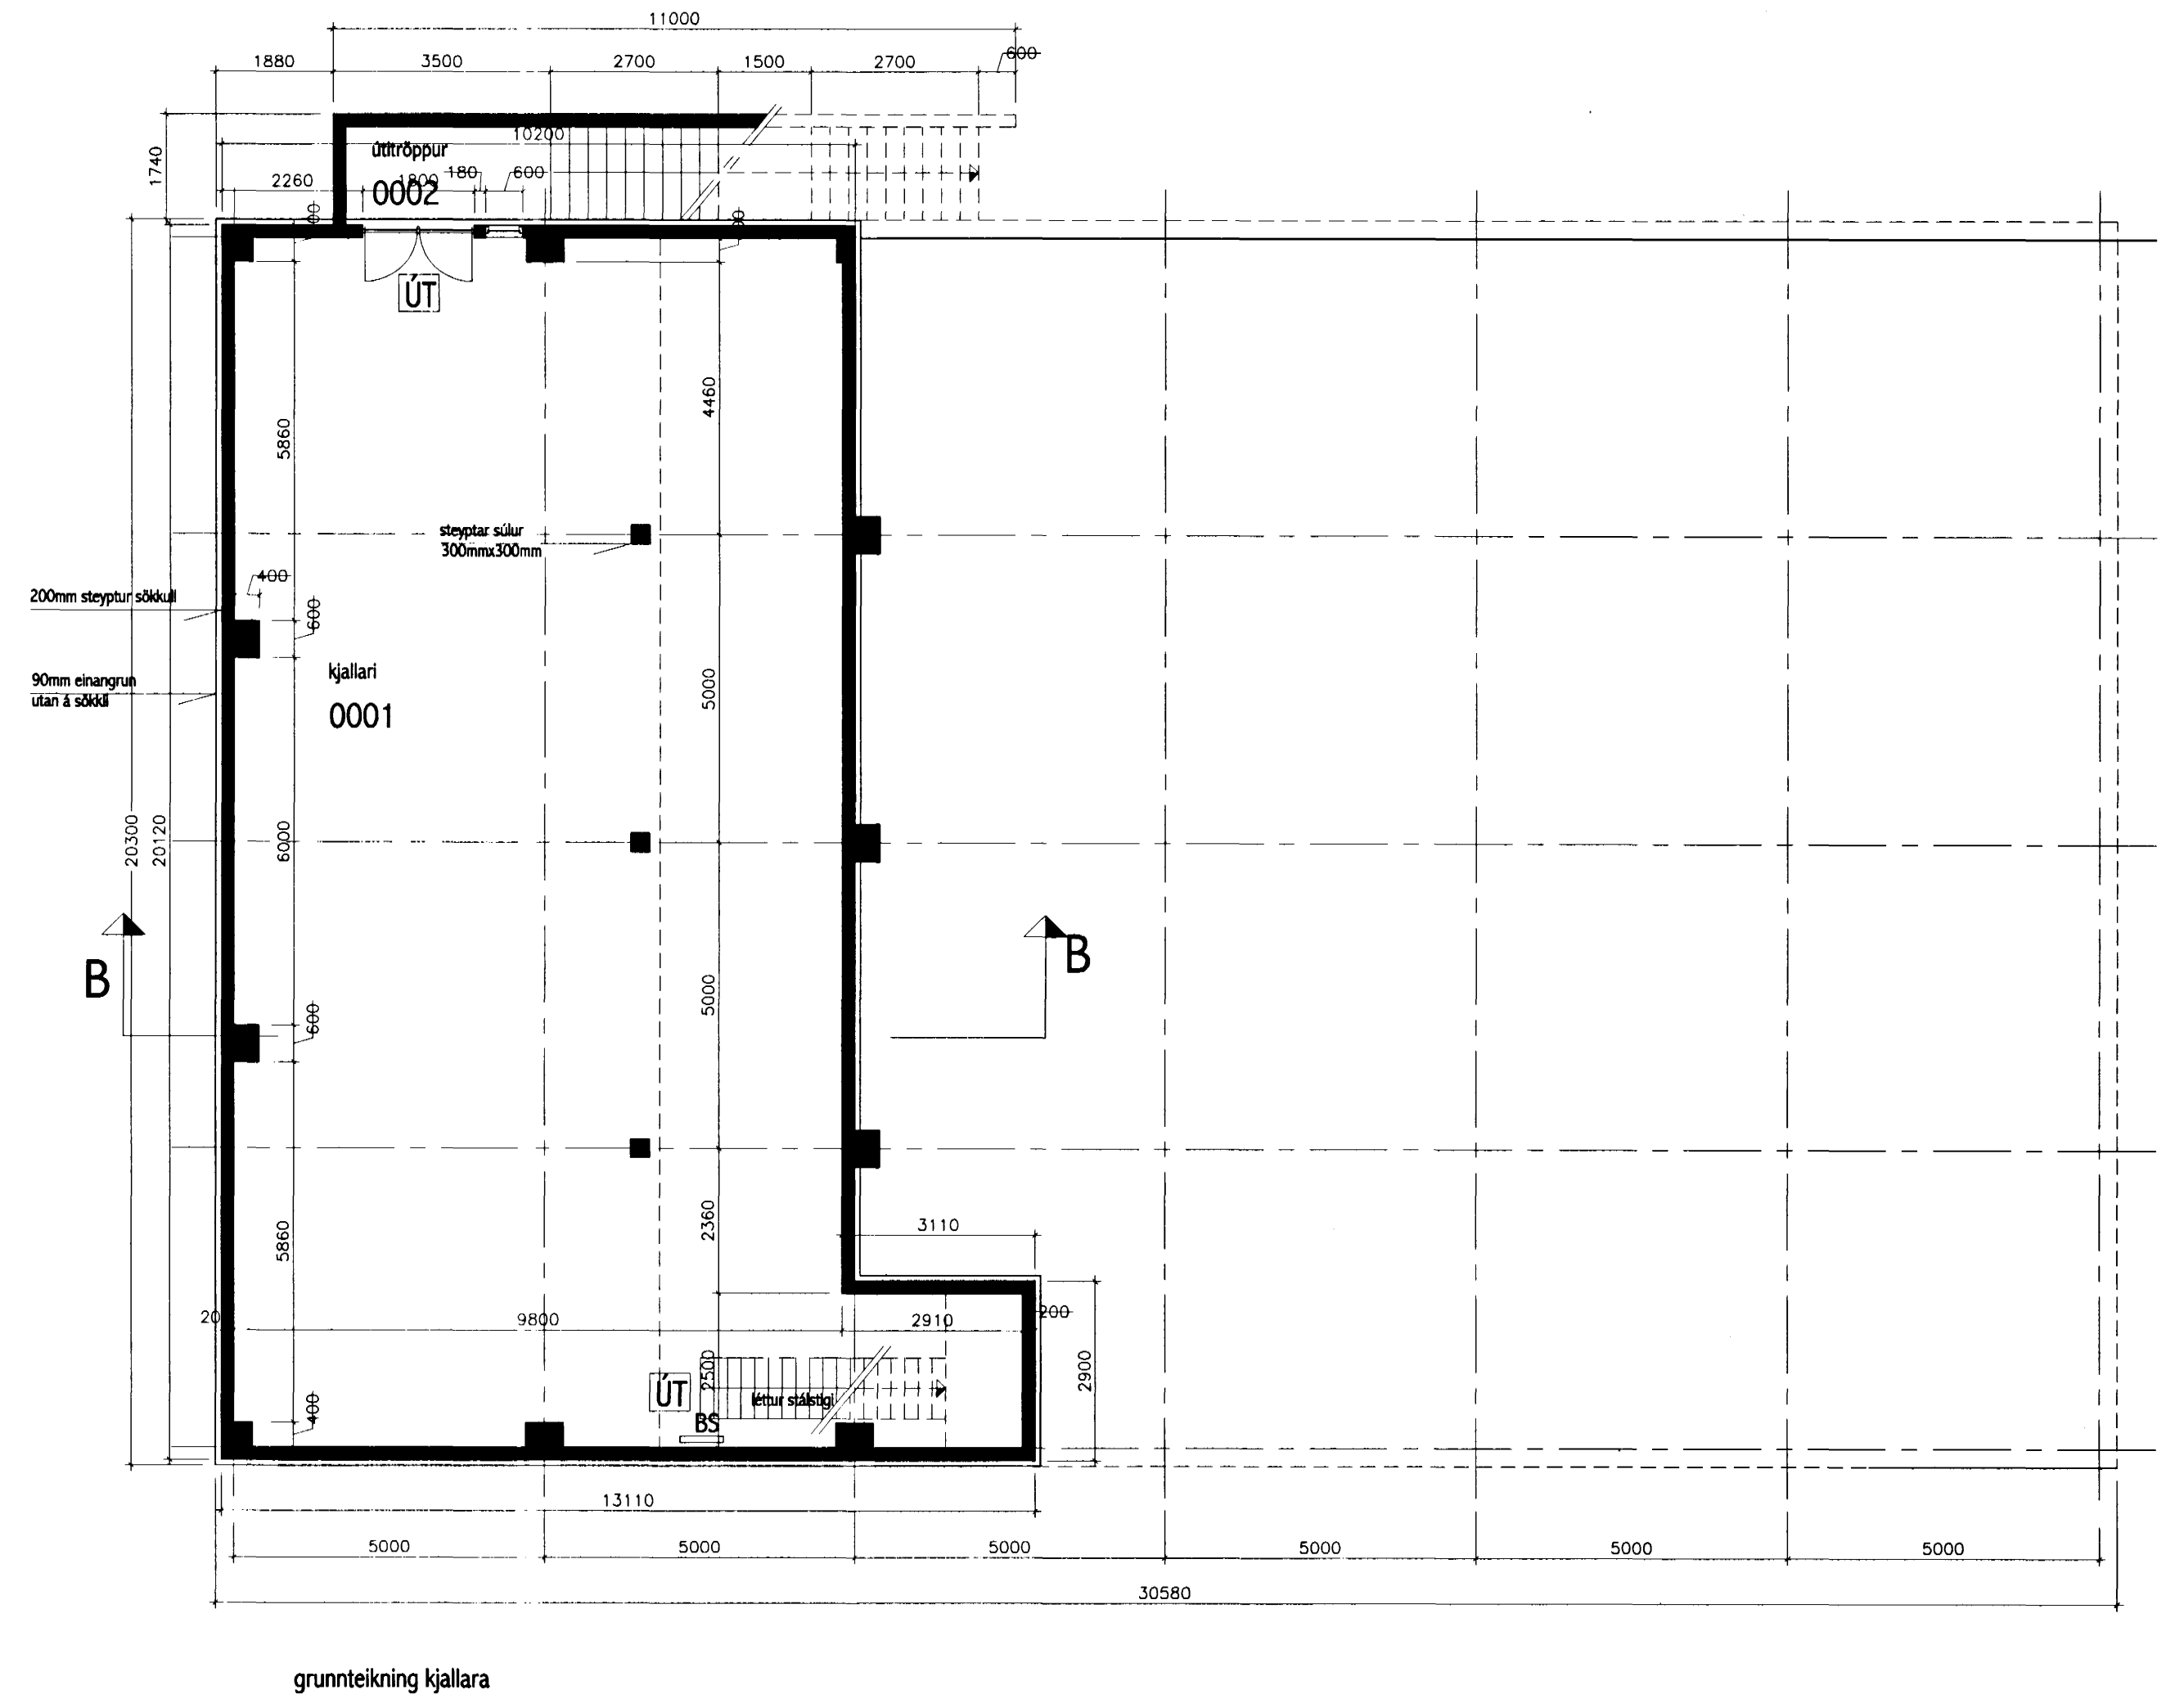 11000
600
1880 3500 2700 1500 2700
10200
útitröppur
1740
2260 1800 180 600
0002
ÚT
4460
5860
steyptar súlur
300mmx300mm
400
200mm steyptur sökkull
600
kjallari
90mm einangrun
utan á sökkli
5000
0001
20300
20120
6000
B
B
5000
600
2360
3110
5860
200
9800
2910
2900
2500
ÚT
léttur stálstigi
400
BS
13110
5000 5000 5000 5000 5000 5000
30580
grunnteikning kjallara